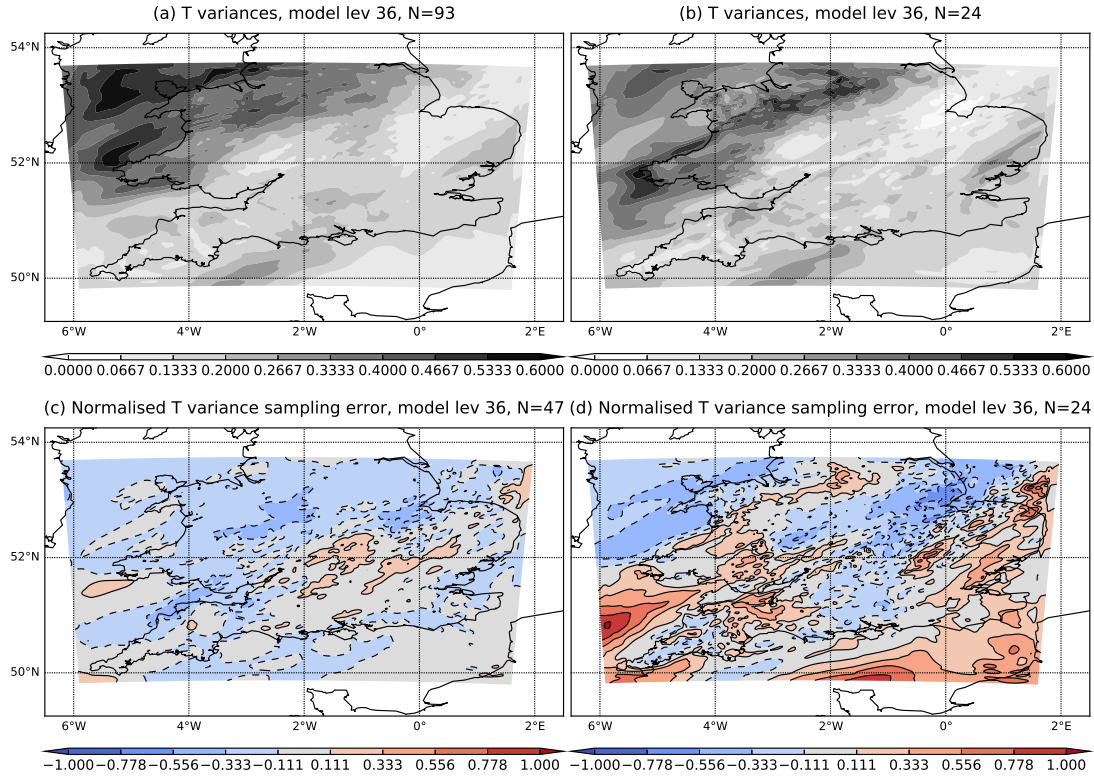 (a) T variances, model lev 36, N=93
(b) T variances, model lev 36, N=24
54°N
52°N
50°N
6°W 4°W 2°W 0° 2°E
6°W 4°W 2°W 0° 2°E
0.0000 0.0667 0.1333 0.2000 0.2667 0.3333 0.4000 0.4667 0.5333 0.6000
0.0000 0.0667 0.1333 0.2000 0.2667 0.3333 0.4000 0.4667 0.5333 0.6000
(c) Normalised T variance sampling error, model lev 36, N=47
(d) Normalised T variance sampling error, model lev 36, N=24
54°N
52°N
50°N
6°W 4°W 2°W 0° 2°E
6°W 4°W 2°W 0° 2°E
−1.000 −0.778 −0.556 −0.333 −0.111 0.111 0.333 0.556 0.778 1.000
−1.000 −0.778 −0.556 −0.333 −0.111 0.111 0.333 0.556 0.778 1.000